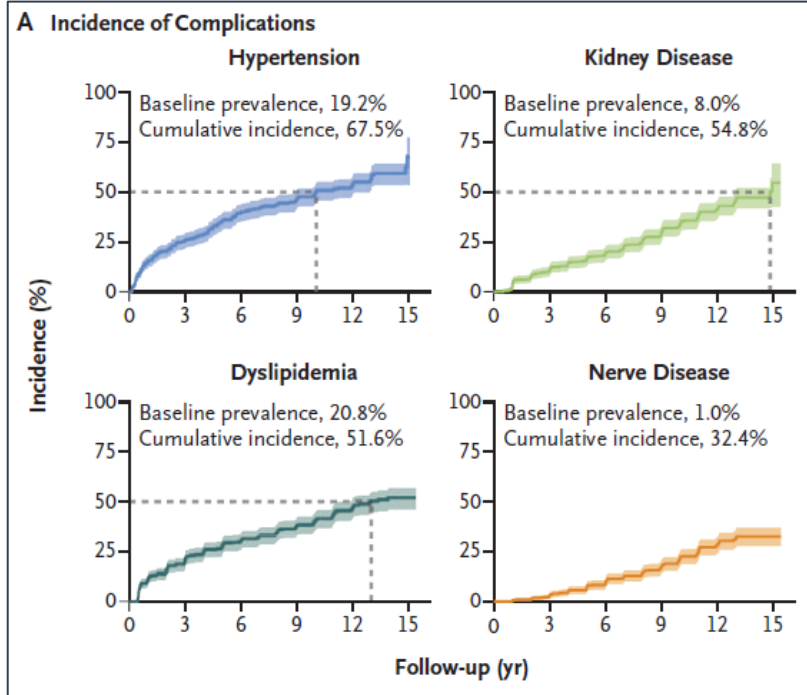 A Incidence of Complications
Hypertension
100
75
50
25
0
Baseline prevalence, 19.2%
Cumulative incidence, 67.5%
0 3 6 9 12 15
Kidney Disease
100
75
50
25
0
Baseline prevalence, 8.0%
Cumulative incidence, 54.8%
0 3 6 9 12 15
Incidence (%)
Dyslipidemia
100
75
50
25
0
Baseline prevalence, 20.8%
Cumulative incidence, 51.6%
0 3 6 9 12 15
Nerve Disease
100
75
50
25
0
Baseline prevalence, 1.0%
Cumulative incidence, 32.4%
0 3 6 9 12 15
Follow-up (yr)